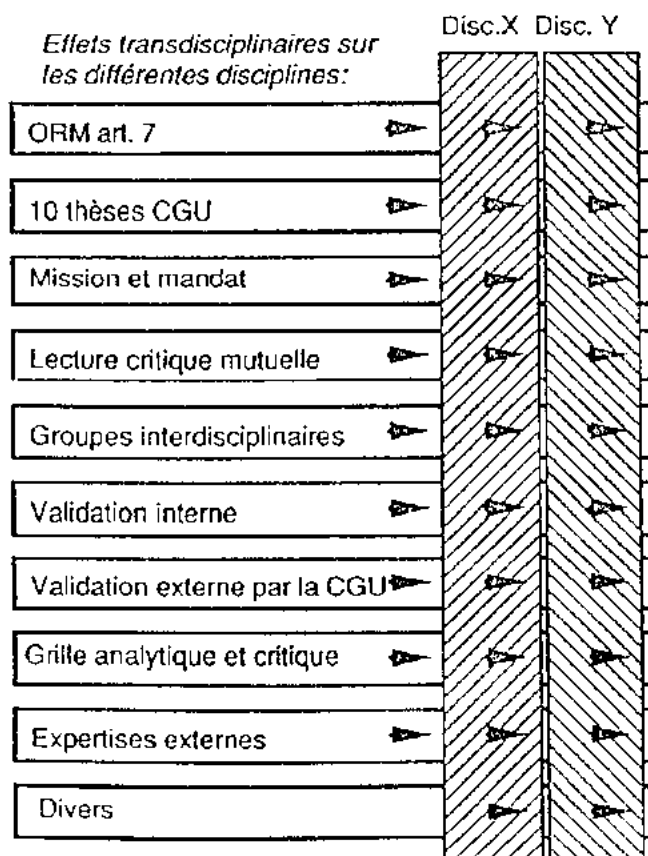 Disc.X Disc. Y
Effets transdisciplinaires sur
les différentes disciplines:
ORM art. 7
10 thèses CGU
Mission et mandat
Lecture critique mutuelle
Groupes interdisciplinaires
Validation interne
Validation externe par la CGU
Grille analytique et critique
Expertises externes
Divers